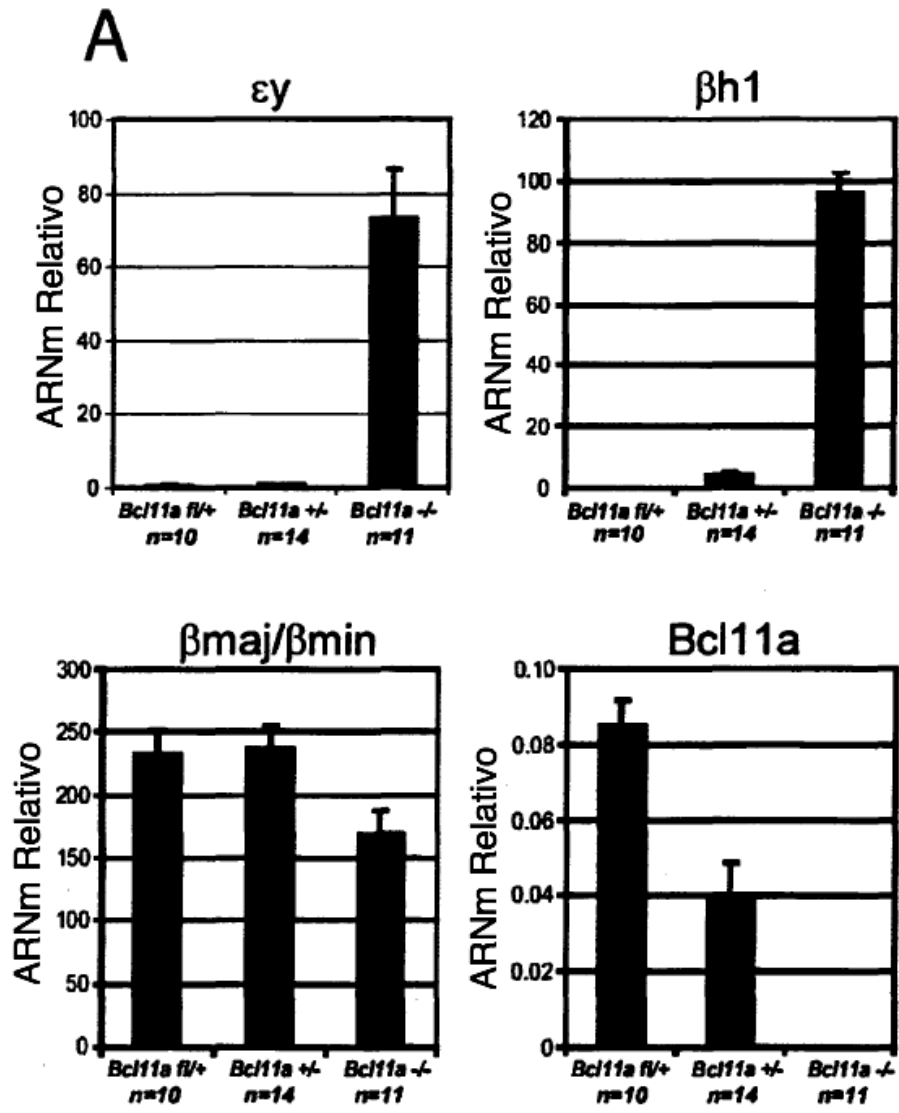 A
εy
ARNm Relativo
100
80
60
40
20
0
Bcl11a fl/+
n=10
Bcl11a +/-
n=14
Bcl11a -/-
n=11
βh1
ARNm Relativo
120
100
80
60
40
20
0
Bcl11a fl/+
n=10
Bcl11a +/-
n=14
Bcl11a -/-
n=11
βmaj/βmin
ARNm Relativo
300
250
200
150
100
50
0
Bcl11a fl/+
n=10
Bcl11a +/-
n=14
Bcl11a -/-
n=11
Bcl11a
ARNm Relativo
0.10
0.08
0.06
0.04
0.02
0
Bcl11a fl/+
n=10
Bcl11a +/-
n=14
Bcl11a -/-
n=11